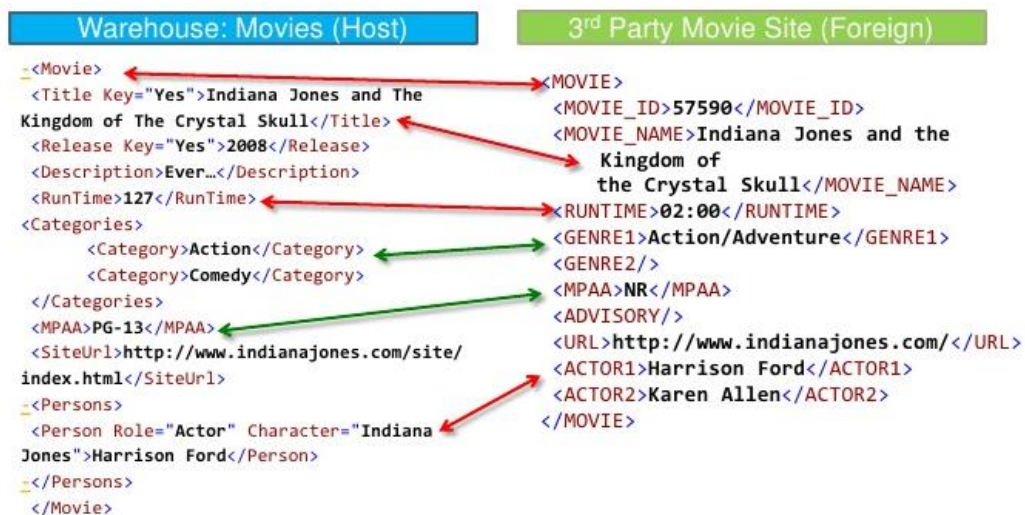 Warehouse: Movies (Host)
-<Movie>
<Title Key="Yes">Indiana Jones and The
Kingdom of The Crystal Skull</Title>
<Release Key="Yes">2008</Release>
<Description>Ever…</Description>
<RunTime>127</RunTime>
<Categories>
<Category>Action</Category>
<Category>Comedy</Category>
</Categories>
<MPAA>PG-13</MPAA>
<SiteUrl>http://www.indianajones.com/site/
index.html</SiteUrl>
-<Persons>
<Person Role="Actor" Character="Indiana
Jones">Harrison Ford</Person>
-</Persons>
</Movie>
3rd Party Movie Site (Foreign)
<MOVIE>
<MOVIE_ID>57590</MOVIE_ID>
<MOVIE_NAME>Indiana Jones and the
Kingdom of
the Crystal Skull</MOVIE_NAME>
<RUNTIME>02:00</RUNTIME>
<GENRE1>Action/Adventure</GENRE1>
<GENRE2/>
<MPAA>NR</MPAA>
<ADVISORY/>
<URL>http://www.indianajones.com/</URL>
<ACTOR1>Harrison Ford</ACTOR1>
<ACTOR2>Karen Allen</ACTOR2>
</MOVIE>